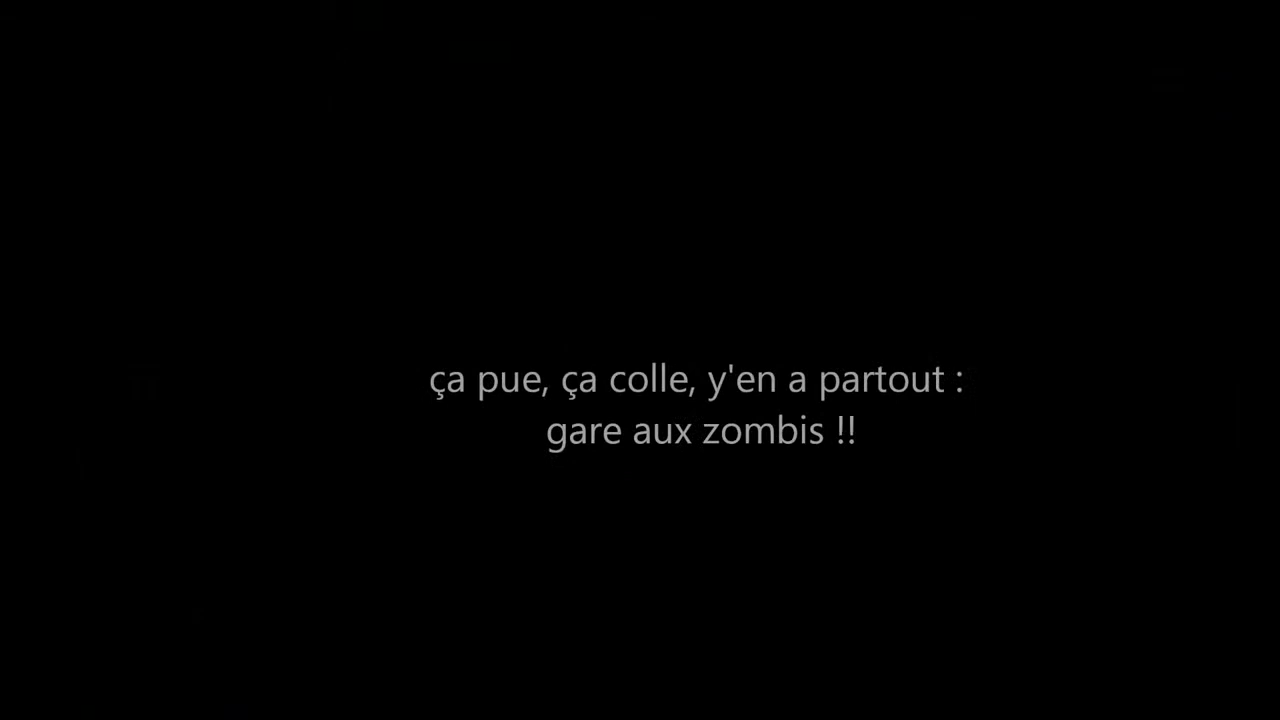 ça pue, ça colle, y'en a partout :
gare aux zombis !!